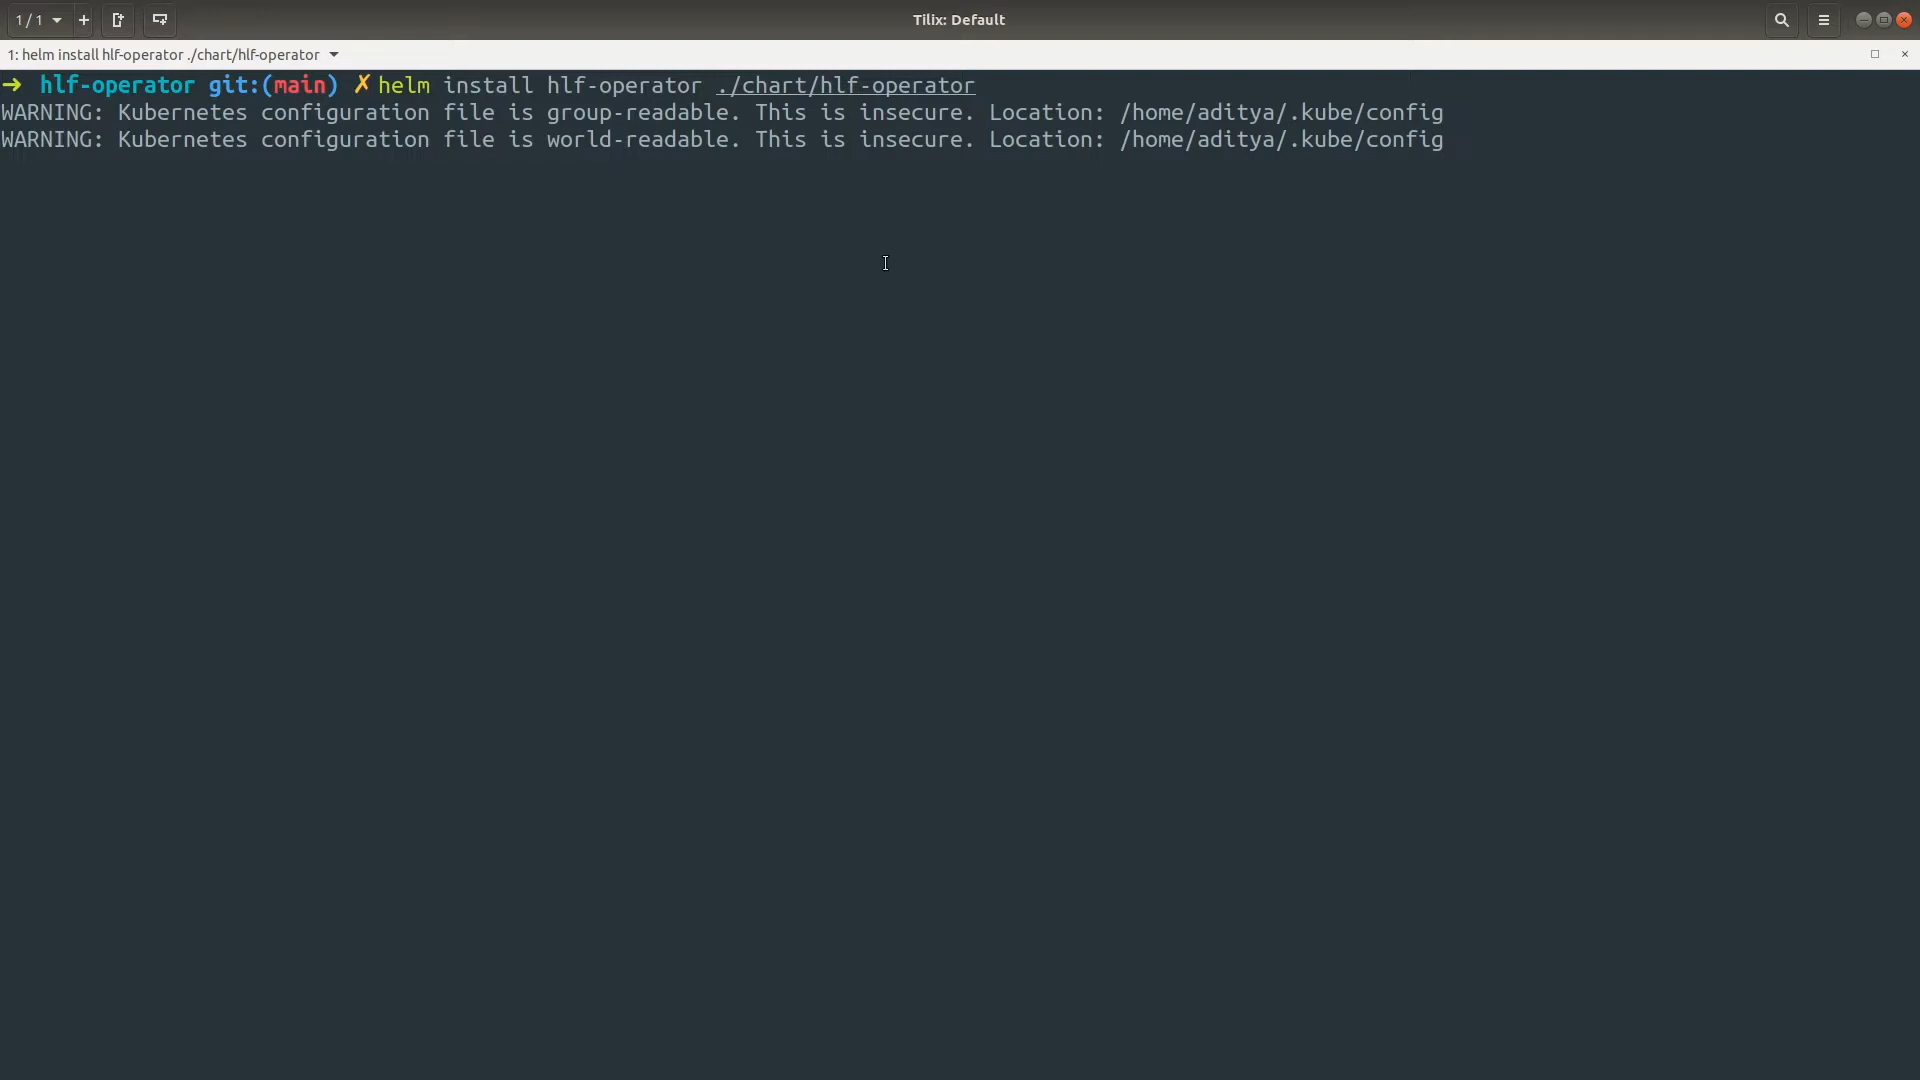 1 / 1
Tilix: Default
1: helm install hlf-operator ./chart/hlf-operator
➜ hlf-operator git:(main) ✗ helm install hlf-operator ./chart/hlf-operator
WARNING: Kubernetes configuration file is group-readable. This is insecure. Location: /home/aditya/.kube/config
WARNING: Kubernetes configuration file is world-readable. This is insecure. Location: /home/aditya/.kube/config